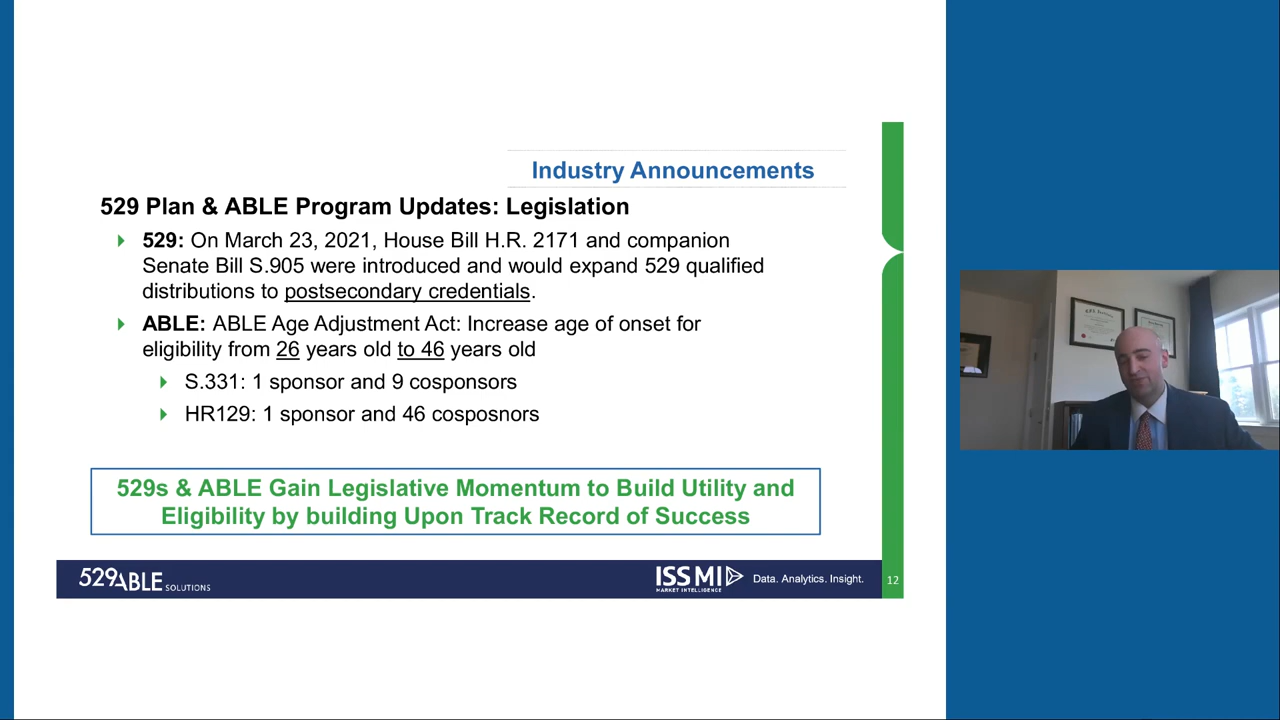 Industry Announcements
529 Plan & ABLE Program Updates: Legislation
529: On March 23, 2021, House Bill H.R. 2171 and companion
Senate Bill S.905 were introduced and would expand 529 qualified
distributions to postsecondary credentials.
ABLE: ABLE Age Adjustment Act: Increase age of onset for
eligibility from 26 years old to 46 years old
S.331: 1 sponsor and 9 cosponsors
HR129: 1 sponsor and 46 cosposnors
529s & ABLE Gain Legislative Momentum to Build Utility and
Eligibility by building Upon Track Record of Success
529ABLE SOLUTIONS
ISS MI
MARKET INTELLIGENCE
Data. Analytics. Insight.
12